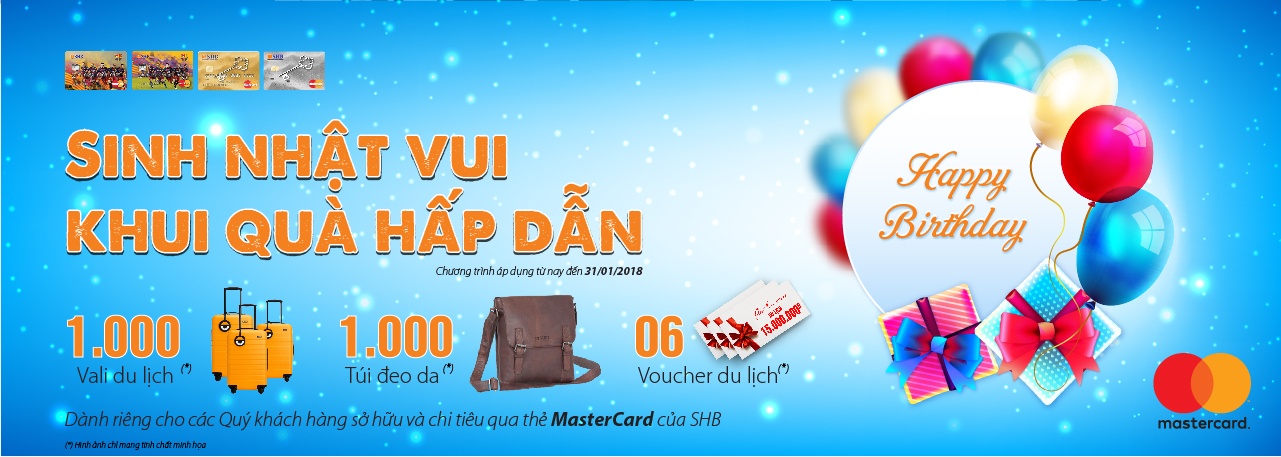 SHB
SINH NHẬT VUI
KHUI QUÀ HẤP DẪN
Chương trình áp dụng từ nay đến 31/01/2018
1.000
Vali du lịch (*)
1.000
Túi đeo da (*)
06
15.000.000đ
Voucher du lịch (*)
Dành riêng cho các Quý khách hàng sở hữu và chi tiêu qua thẻ MasterCard của SHB
(*) Hình ảnh chỉ mang tính chất minh họa
Happy
Birthday
mastercard.